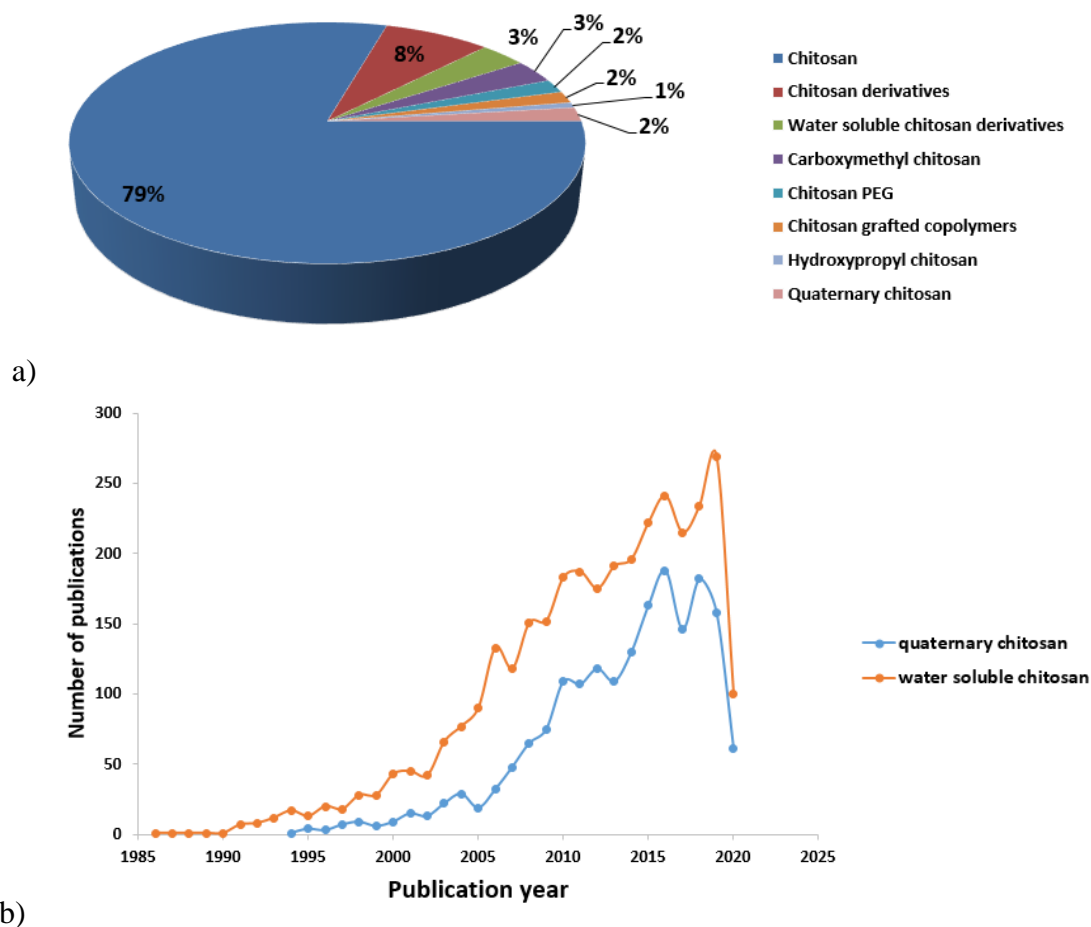 3%
3%
2%
8%
2%
1%
2%
79%
Chitosan
Chitosan derivatives
Water soluble chitosan derivatives
Carboxymethyl chitosan
Chitosan PEG
Chitosan grafted copolymers
Hydroxypropyl chitosan
Quaternary chitosan
a)
300
250
200
150
100
50
0
Number of publications
1985 1990 1995 2000 2005 2010 2015 2020 2025
Publication year
quaternary chitosan
water soluble chitosan
b)